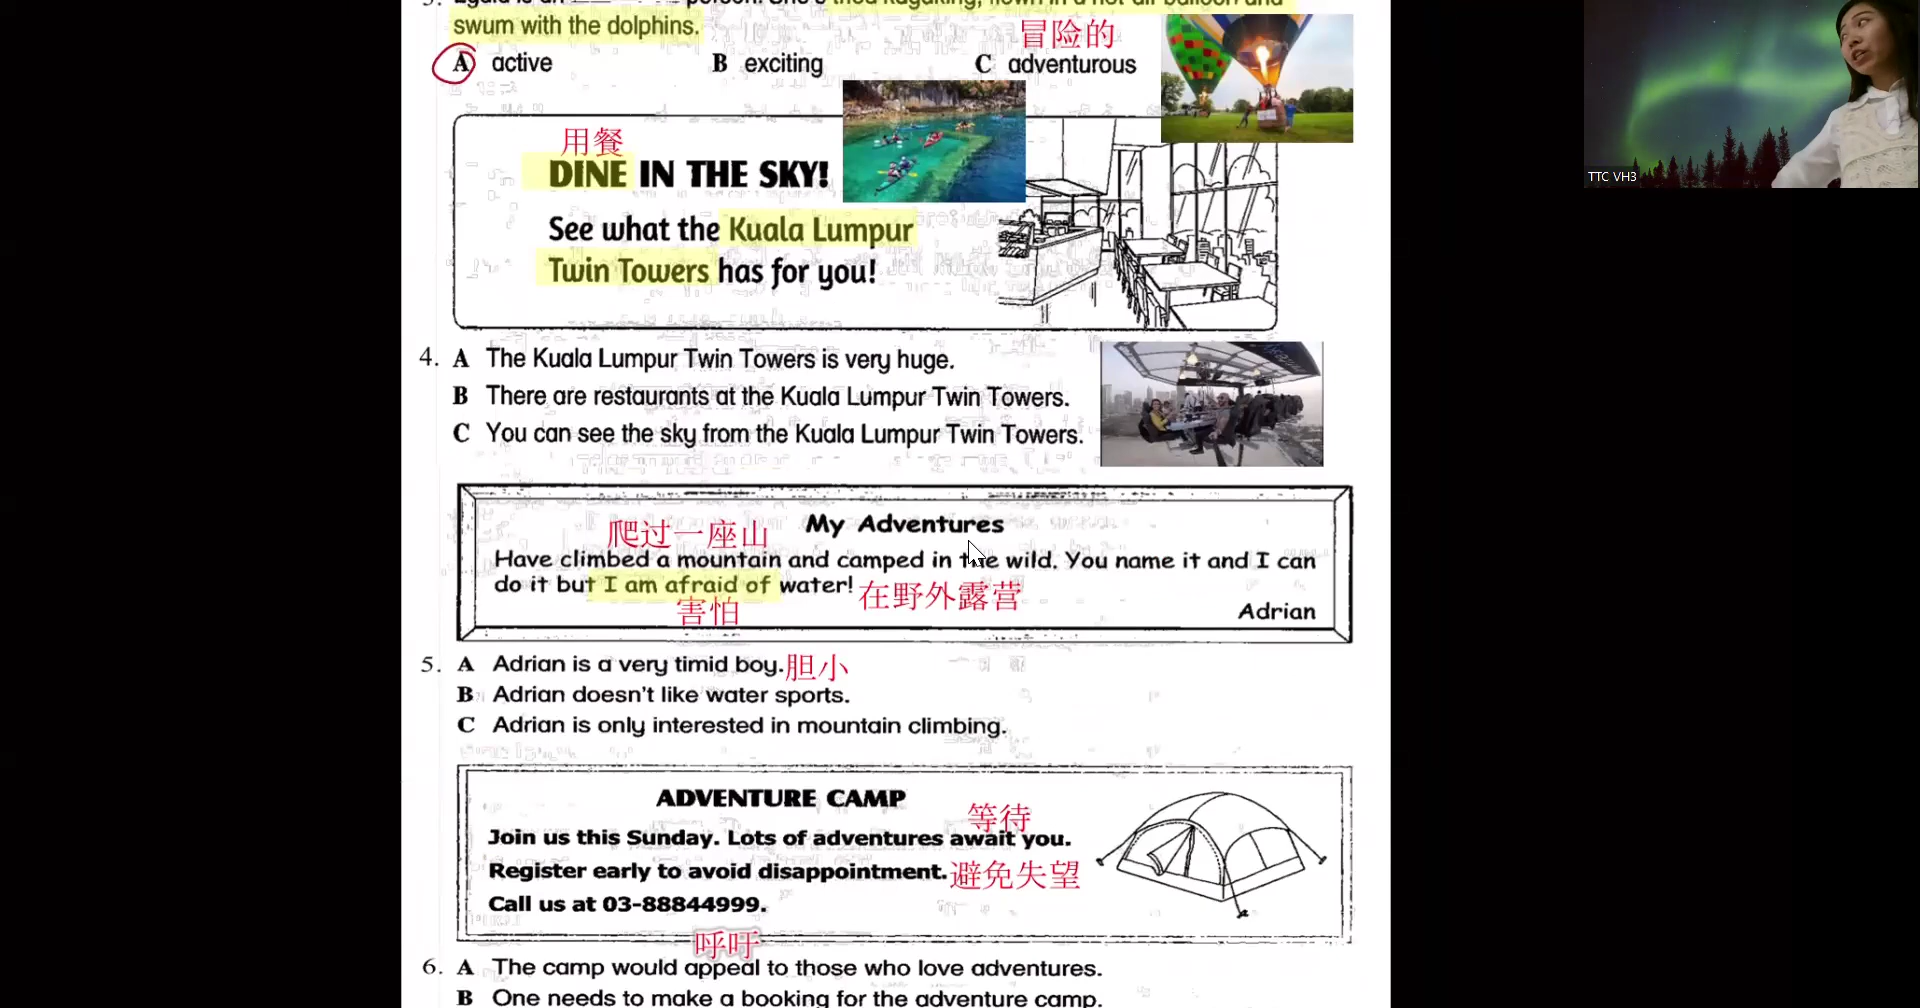 swum with the dolphins.
冒险的
A active B exciting C adventurous
用餐
DINE IN THE SKY!
See what the Kuala Lumpur
Twin Towers has for you!
4. A The Kuala Lumpur Twin Towers is very huge.
B There are restaurants at the Kuala Lumpur Twin Towers.
C You can see the sky from the Kuala Lumpur Twin Towers.
My Adventures
爬过一座山
Have climbed a mountain and camped in the wild. You name it and I can
do it but I am afraid of water!
在野外露营
害怕
Adrian
5. A Adrian is a very timid boy. 胆小
B Adrian doesn't like water sports.
C Adrian is only interested in mountain climbing.
ADVENTURE CAMP
等待
Join us this Sunday. Lots of adventures await you.
Register early to avoid disappointment. 避免失望
Call us at 03-88844999.
呼吁
6. A The camp would appeal to those who love adventures.
B One needs to make a booking for the adventure camp.
TTC VH3